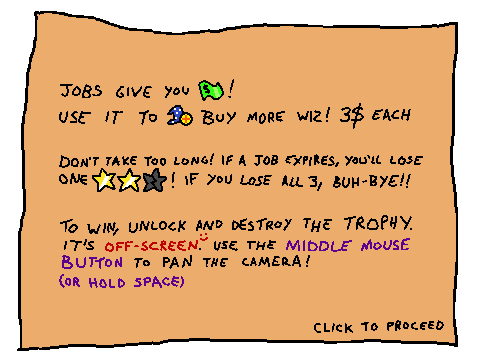 JOBS GIVE YOU $!
USE IT TO BUY MORE WIZ! 3$ EACH
DON'T TAKE TOO LONG! IF A JOB EXPIRES, YOU'LL LOSE
ONE ! IF YOU LOSE ALL 3, BUH-BYE!!
TO WIN, UNLOCK AND DESTROY THE TROPHY.
IT'S OFF-SCREEN. USE THE MIDDLE MOUSE
BUTTON TO PAN THE CAMERA!
(OR HOLD SPACE)
CLICK TO PROCEED